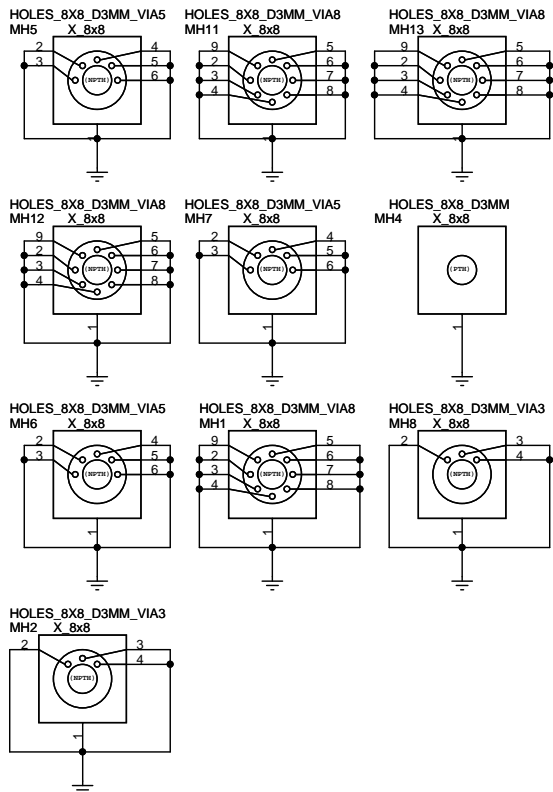 HOLES_8X8_D3MM_VIA5
MH5 X_8x8
2 4
3 5
6
(NPTH)
1
HOLES_8X8_D3MM_VIA8
MH11 X_8x8
9 5
2 6
3 7
4 8
(NPTH)
1
HOLES_8X8_D3MM_VIA8
MH13 X_8x8
9 5
2 6
3 7
4 8
(NPTH)
1
HOLES_8X8_D3MM_VIA8
MH12 X_8x8
9 5
2 6
3 7
4 8
(NPTH)
1
HOLES_8X8_D3MM_VIA5
MH7 X_8x8
2 4
3 5
6
(NPTH)
1
HOLES_8X8_D3MM
MH4 X_8x8
(PTH)
1
HOLES_8X8_D3MM_VIA5
MH6 X_8x8
2 4
3 5
6
(NPTH)
1
HOLES_8X8_D3MM_VIA8
MH1 X_8x8
9 5
2 6
3 7
4 8
(NPTH)
1
HOLES_8X8_D3MM_VIA3
MH8 X_8x8
2 3
4
(NPTH)
1
HOLES_8X8_D3MM_VIA3
MH2 X_8x8
2 3
4
(NPTH)
1